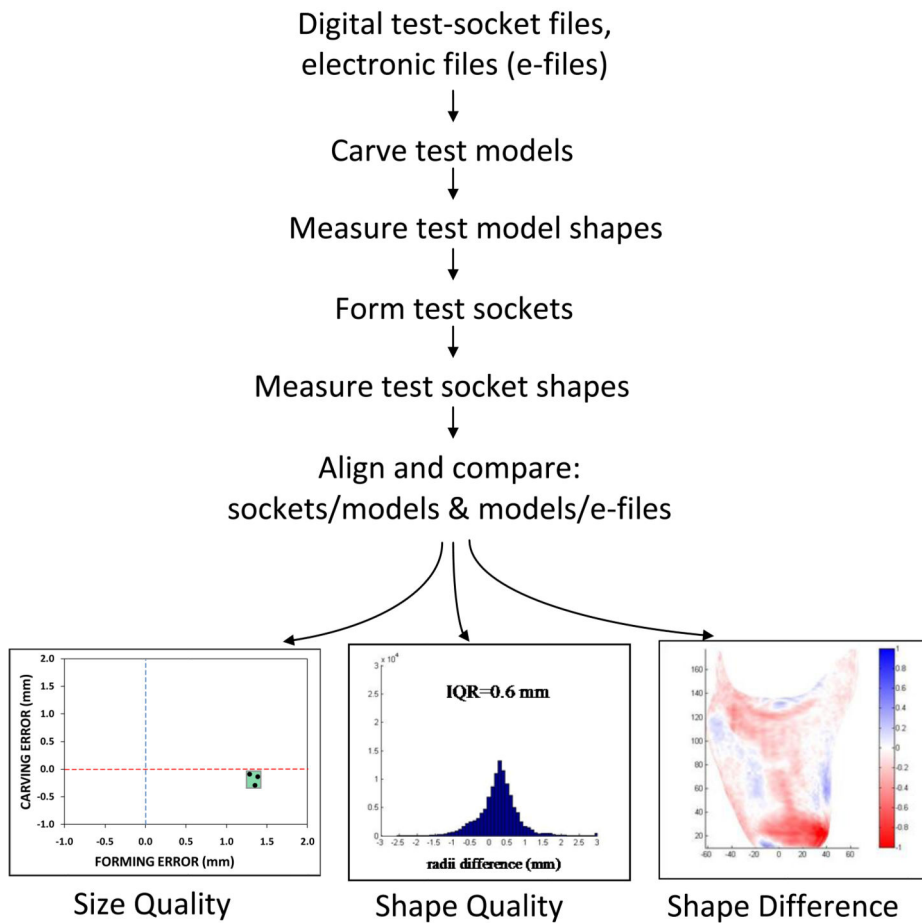 Digital test-socket files,
electronic files (e-files)
Carve test models
Measure test model shapes
Form test sockets
Measure test socket shapes
Align and compare:
sockets/models & models/e-files
CARVING ERROR (mm)
2.0
1.5
1.0
0.5
0.0
-0.5
-1.0
-1.0 -0.5 0.0 0.5 1.0 1.5 2.0
FORMING ERROR (mm)
Size Quality
x 10⁴
3
2.5
2
1.5
1
0.5
0
IQR=0.6 mm
-3 -2.5 -2 -1.5 -1 -0.5 0 0.5 1 1.5 2 2.5 3
radii difference (mm)
Shape Quality
160
140
120
100
80
60
40
20
-60 -40 -20 0 20 40 60
1
0.8
0.6
0.4
0.2
0
-0.2
-0.4
-0.6
-0.8
-1
Shape Difference